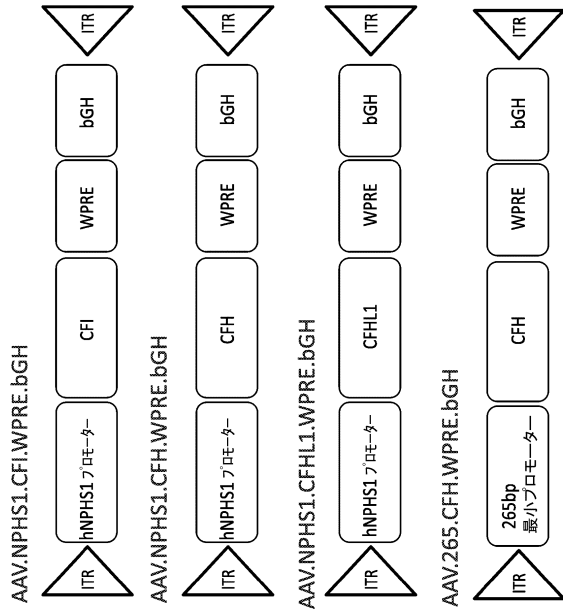 AAV.NPHS1.CFI.WPRE.bGH
ITR
hNPHS1 プロモーター
CFI
WPRE
bGH
ITR
AAV.NPHS1.CFH.WPRE.bGH
ITR
hNPHS1 プロモーター
CFH
WPRE
bGH
ITR
AAV.NPHS1.CFHL1.WPRE.bGH
ITR
hNPHS1 プロモーター
CFHL1
WPRE
bGH
ITR
AAV.265.CFH.WPRE.bGH
ITR
265bp
最小プロモーター
CFH
WPRE
bGH
ITR